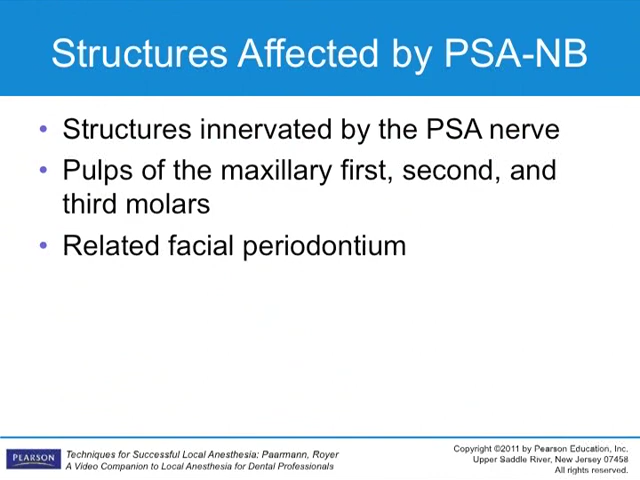 Structures Affected by PSA-NB
• Structures innervated by the PSA nerve
• Pulps of the maxillary first, second, and
third molars
• Related facial periodontium
PEARSON
Techniques for Successful Local Anesthesia: Paarmann, Royer
A Video Companion to Local Anesthesia for Dental Professionals
Copyright ©2011 by Pearson Education, Inc.
Upper Saddle River, New Jersey 07458
All rights reserved.